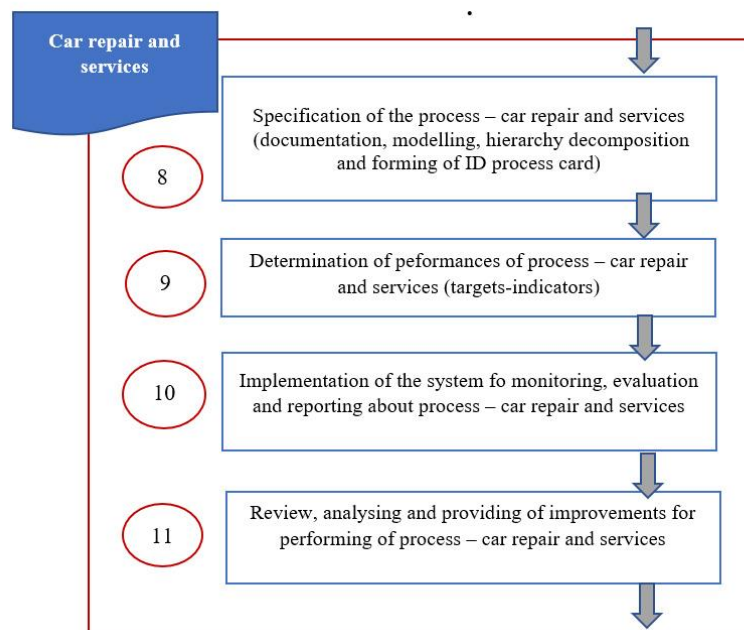 Car repair and
services
Specification of the process – car repair and services
(documentation, modelling, hierarchy decomposition
and forming of ID process card)
8
Determination of peformances of process – car repair
and services (targets-indicators)
9
Implementation of the system fo monitoring, evaluation
and reporting about process – car repair and services
10
Review, analysing and providing of improvements for
performing of process – car repair and services
11